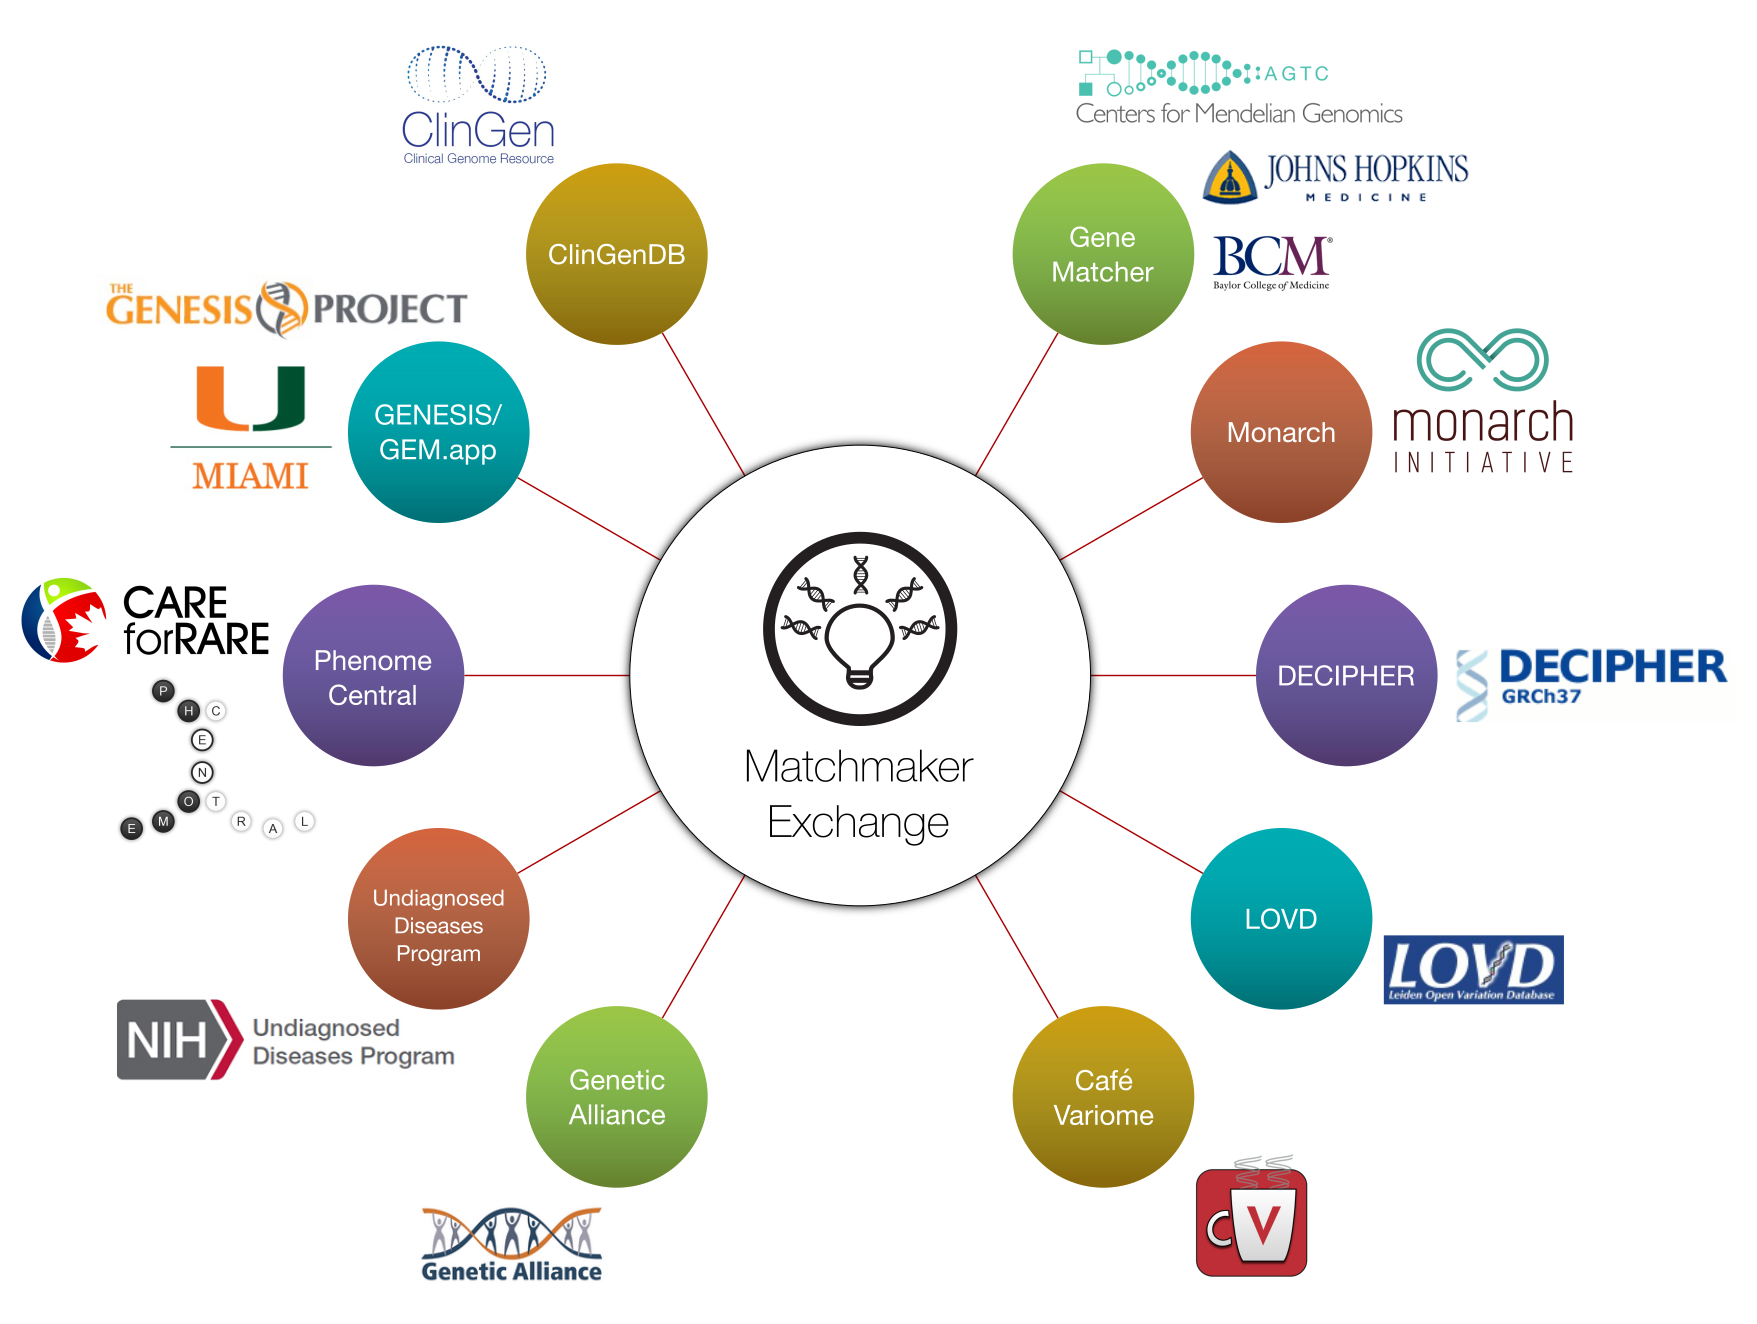 ClinGen
Clinical Genome Resource
AGTC
Centers for Mendelian Genomics
JOHNS HOPKINS
MEDICINE
ClinGenDB
Gene
Matcher
BCM®
Baylor College of Medicine
THE
GENESIS PROJECT
MIAMI
GENESIS/
GEM.app
Monarch
monarch
INITIATIVE
CARE
forRARE
Phenome
Central
P
H C
E
N
O T
E M R A L
Matchmaker
Exchange
DECIPHER
DECIPHER
GRCh37
Undiagnosed
Diseases
Program
LOVD
LOVD
Leiden Open Variation Database
NIH
Undiagnosed
Diseases Program
Genetic
Alliance
Café
Variome
Genetic Alliance
CV